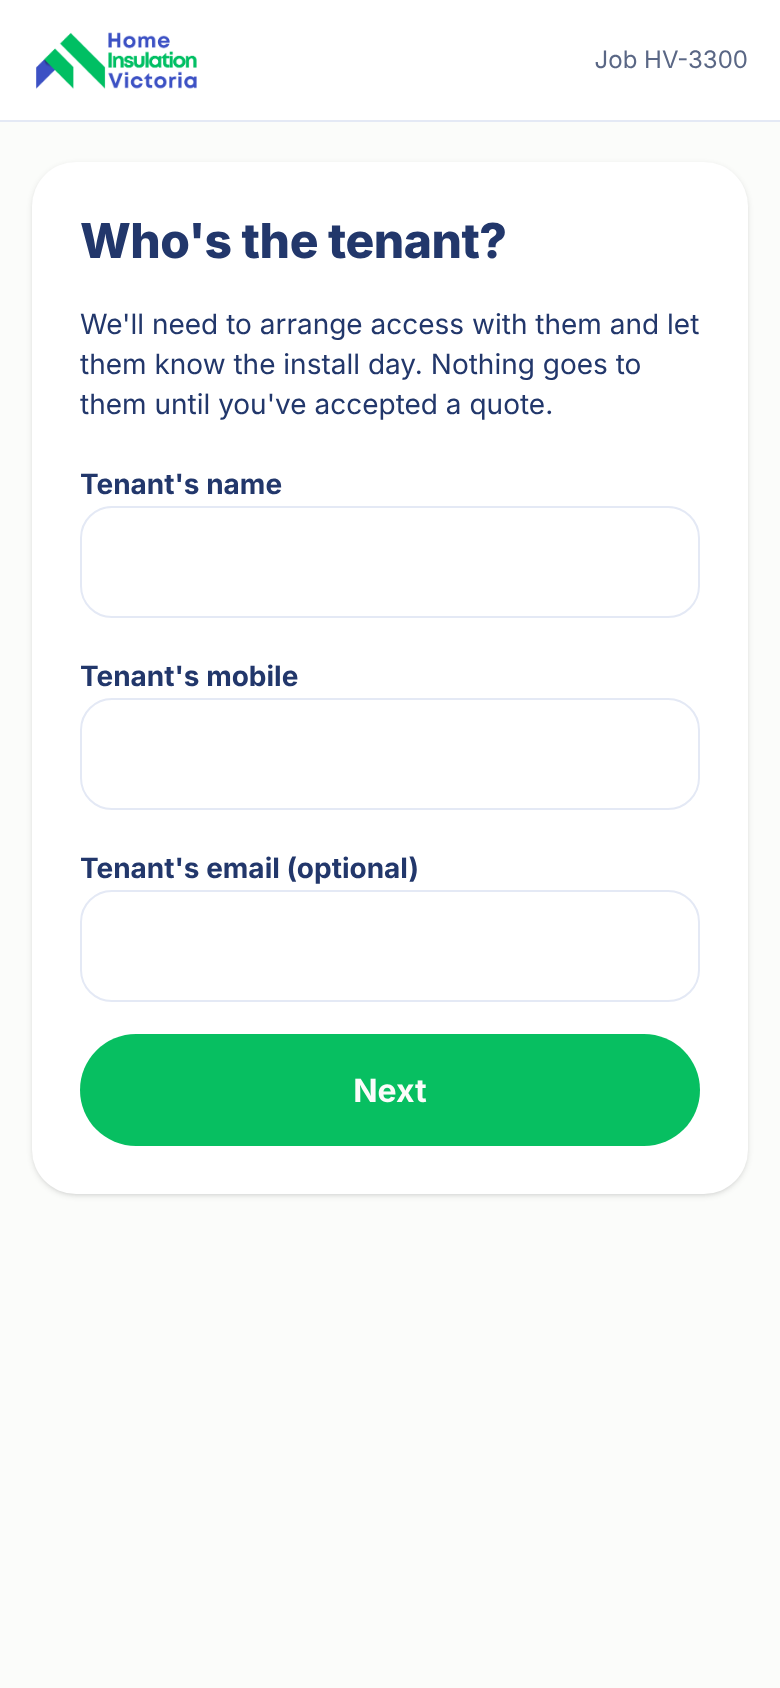 Home
Insulation
Victoria
Job HV-3300
Who's the tenant?
We'll need to arrange access with them and let
them know the install day. Nothing goes to
them until you've accepted a quote.
Tenant's name
Tenant's mobile
Tenant's email (optional)
Next